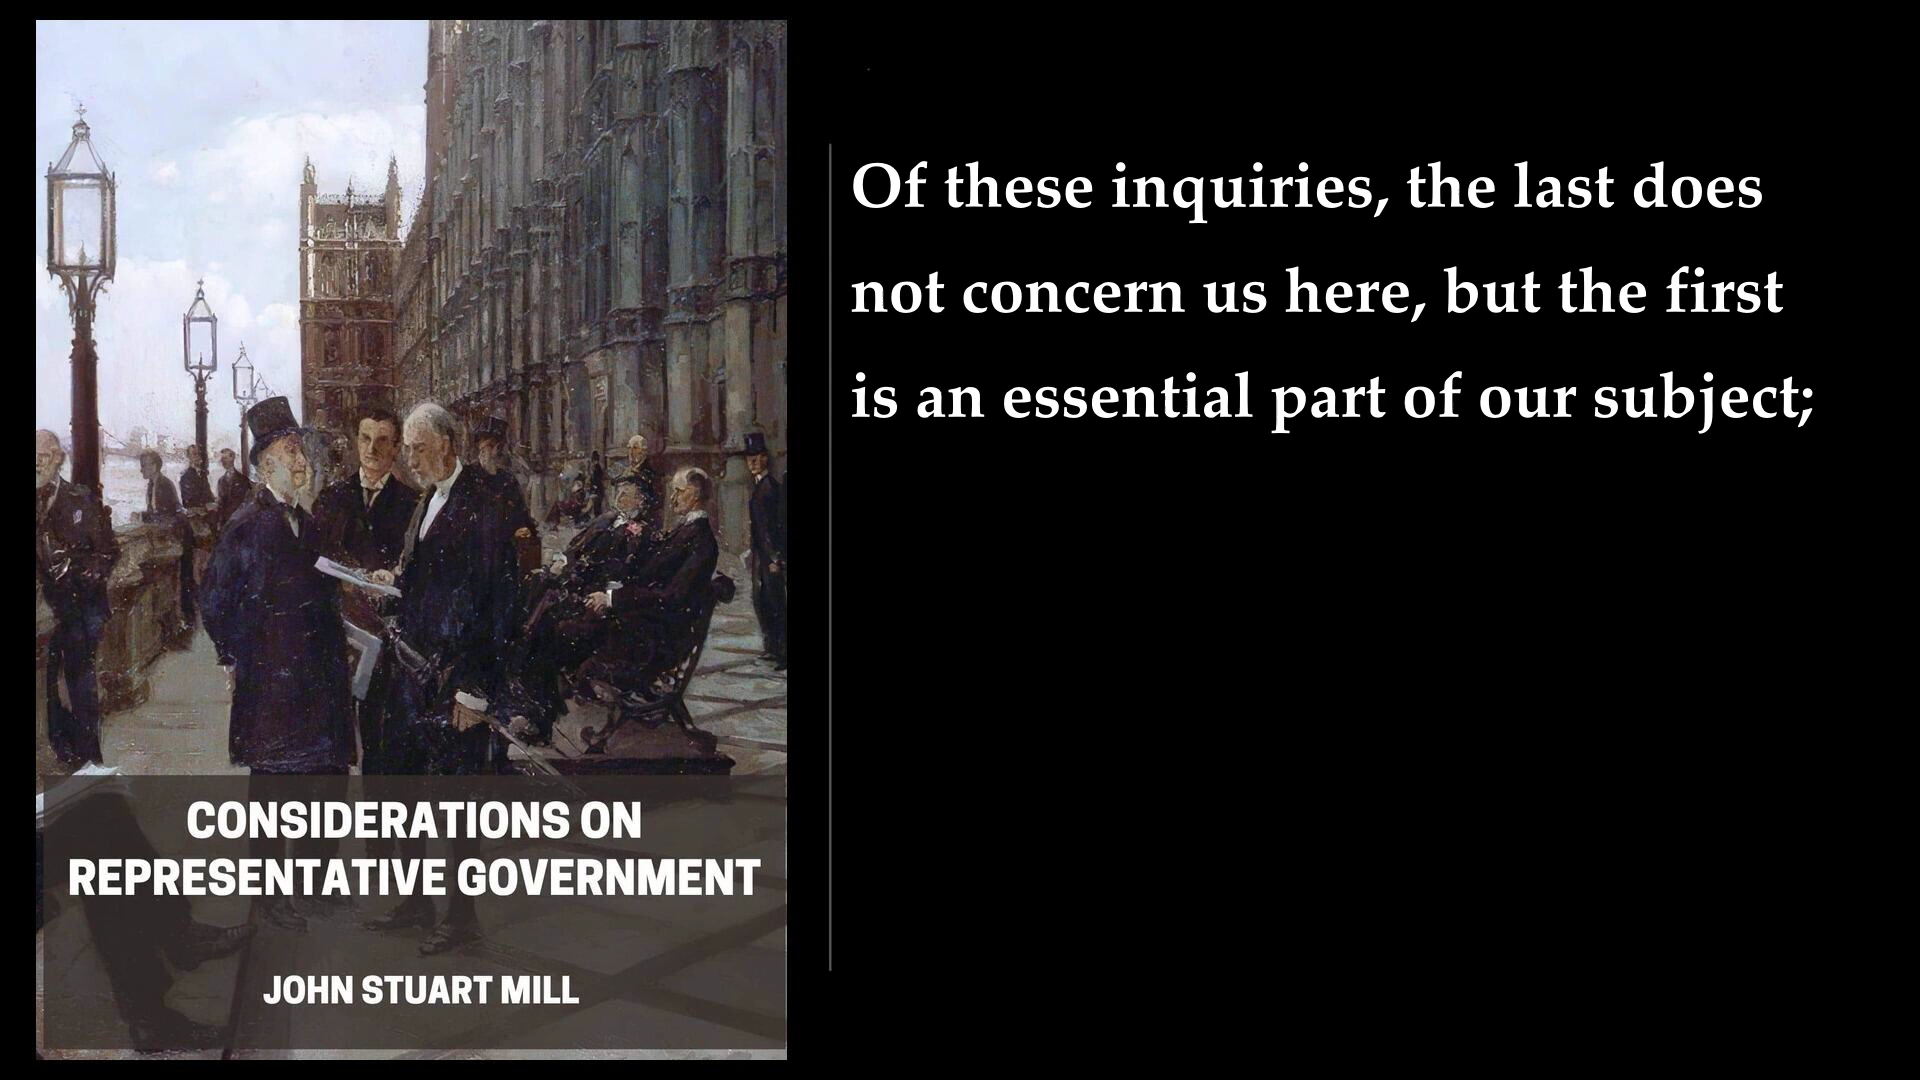 CONSIDERATIONS ON
REPRESENTATIVE GOVERNMENT
JOHN STUART MILL
Of these inquiries, the last does
not concern us here, but the first
is an essential part of our subject;